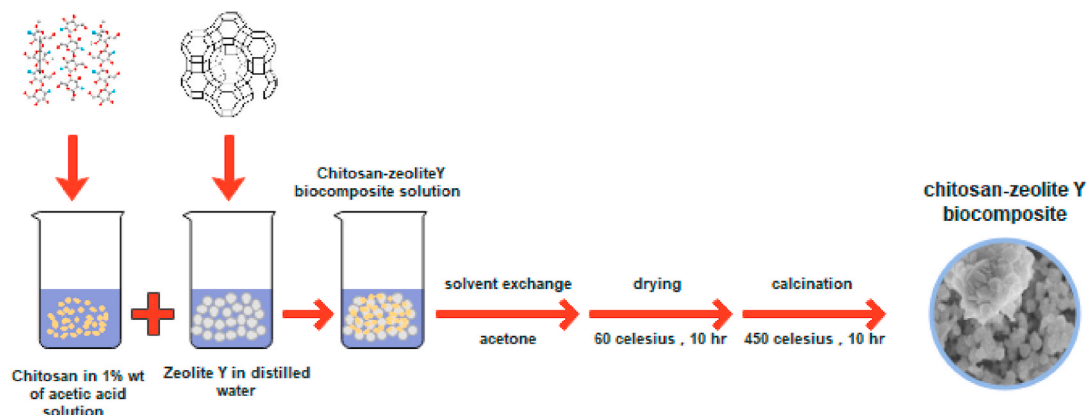 Chitosan-zeoliteY
biocomposite solution
chitosan-zeolite Y
biocomposite
solvent exchange
drying
calcination
acetone
60 celesius , 10 hr
450 celesius , 10 hr
Chitosan in 1% wt
of acetic acid
solution
Zeolite Y in distilled
water